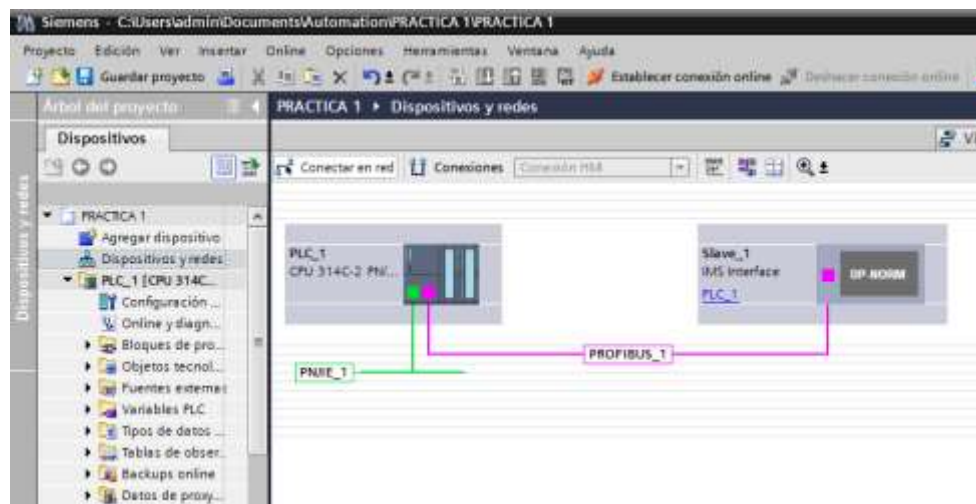 Siemens - C:\Users\admin\Documents\Automation\PRACTICA 1\PRACTICA 1
Proyecto Edición Ver Insertar Online Opciones Herramientas Ventana Ayuda
Guardar proyecto Establecer conexión online Deshacer conexión online
Árbol del proyecto
PRACTICA 1 Dispositivos y redes
Dispositivos
Conectar en red Conexiones Conexión HMI
Dispositivos y redes
PRACTICA 1
Agregar dispositivo
Dispositivos y redes
PLC_1 [CPU 314C...
Configuración ...
Online y diagn...
Bloques de pro...
Objetos tecnol...
Fuentes externas
Variables PLC
Tipos de datos ...
Tablas de obser...
Backups online
Datos de proxy...
PLC_1
CPU 314C-2 PN/...
Slave_1
IMS Interface
PLC_1
DP-NORM
PROFIBUS_1
PN/IE_1